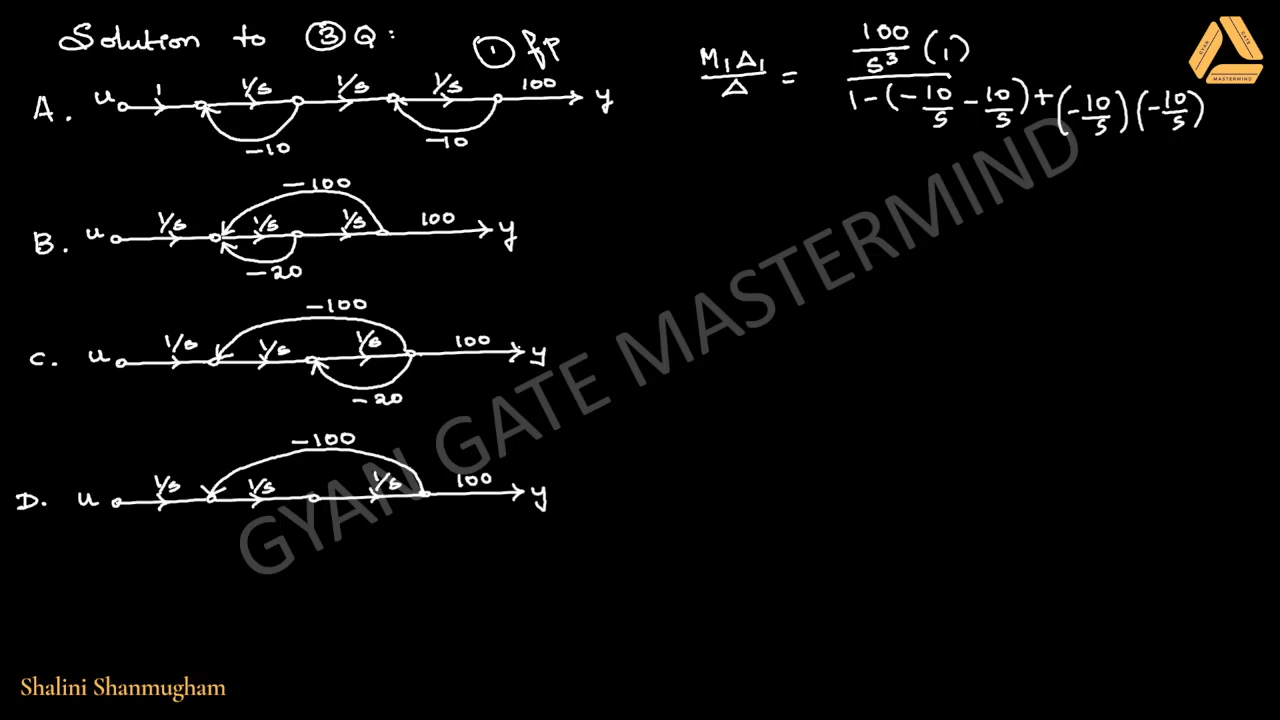 Solution to ③ Q:
① fp
A. u 1 1/s 1/s 1/s 100 y
-10 -10
-100
B. u 1/s 1/s 1/s 100 y
-20
-100
C. u 1/s 1/s 1/s 100 y
-20
-100
D. u 1/s 1/s 1/s 100 y
M₁Δ₁/Δ = 100/s³ (1) / 1-(-10/s - 10/s)+(-10/s)(-10/s)
GYAN GATE MASTERMIND
GYAN GATE
MASTERMIND
Shalini Shanmugham